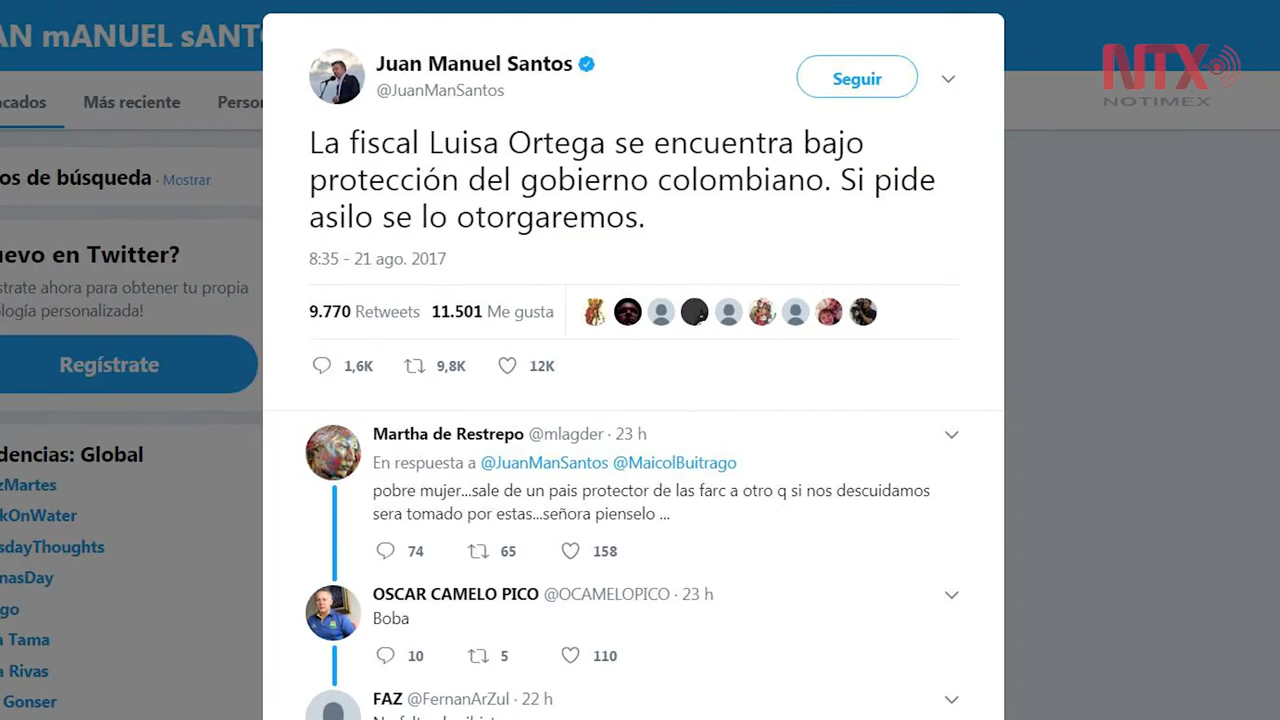 AN mANUEL sANT
cados Más reciente Person
os de búsqueda · Mostrar
uevo en Twitter?
strate ahora para obtener tu propia
ología personalizada!
Regístrate
dencias: Global
zMartes
kOnWater
sdayThoughts
nasDay
go
a Tama
a Rivas
Gonser
Juan Manuel Santos
@JuanManSantos
Seguir
La fiscal Luisa Ortega se encuentra bajo
protección del gobierno colombiano. Si pide
asilo se lo otorgaremos.
8:35 - 21 ago. 2017
9.770 Retweets 11.501 Me gusta
1,6K 9,8K 12K
Martha de Restrepo @mlagder · 23 h
En respuesta a @JuanManSantos @MaicolBuitrago
pobre mujer...sale de un pais protector de las farc a otro q si nos descuidamos
sera tomado por estas...señora pienselo ...
74 65 158
OSCAR CAMELO PICO @OCAMELOPICO · 23 h
Boba
10 5 110
FAZ @FernanArZul · 22 h
NTX
NOTIMEX